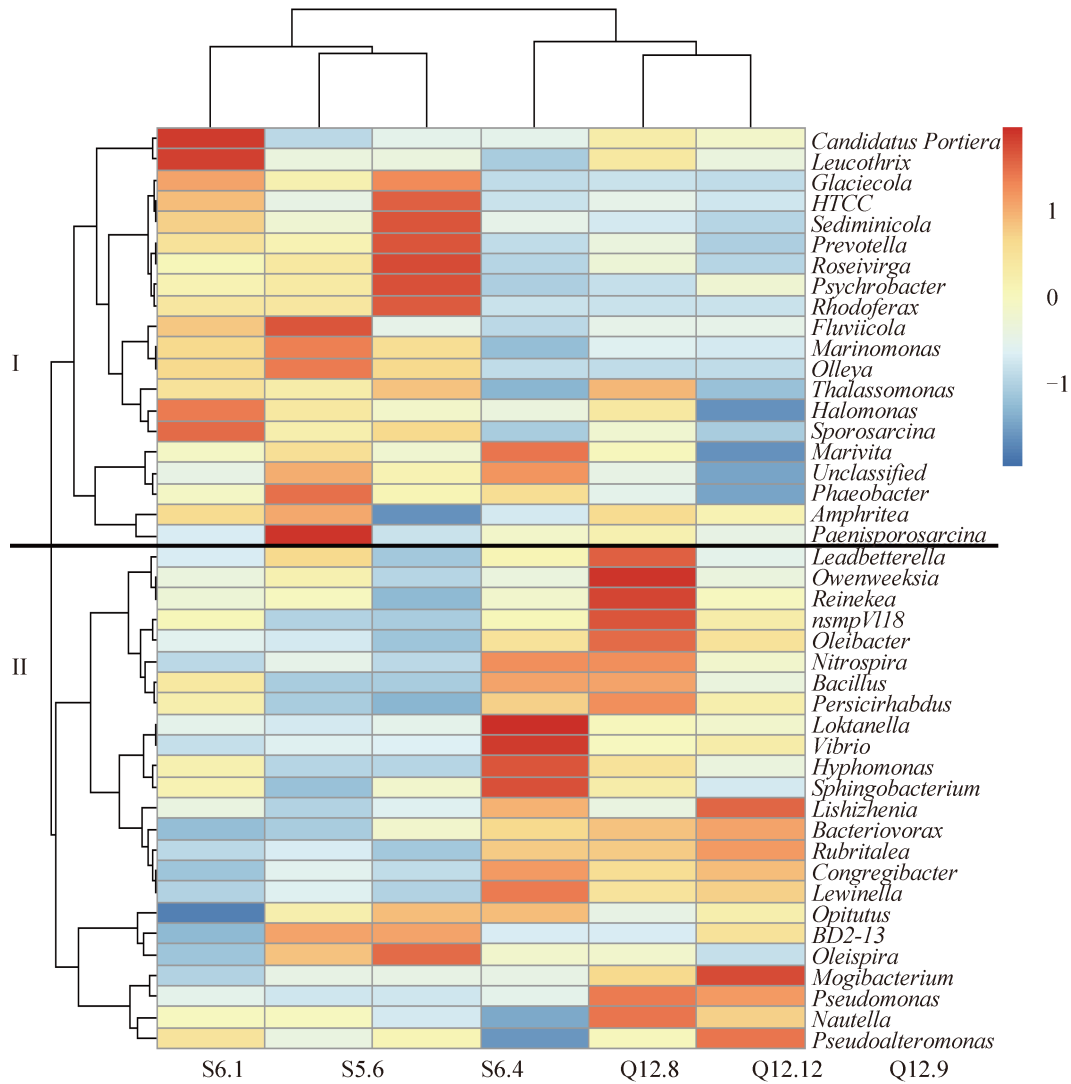 Candidatus Portiera
Leucothrix
Glaciecola
HTCC
Sediminicola
Prevotella
Roseivirga
Psychrobacter
Rhodoferax
Fluviicola
Marinomonas
Olleya
Thalassomonas
Halomonas
Sporosarcina
Marivita
Unclassified
Phaeobacter
Amphritea
Paenisporosarcina
Leadbetterella
Owenweeksia
Reinekea
nsmpVI18
Oleibacter
Nitrospira
Bacillus
Persicirhabdus
Loktanella
Vibrio
Hyphomonas
Sphingobacterium
Lishizhenia
Bacteriovorax
Rubritalea
Congregibacter
Lewinella
Opitutus
BD2-13
Oleispira
Mogibacterium
Pseudomonas
Nautella
Pseudoalteromonas
I
II
1
0
−1
S6.1 S5.6 S6.4 Q12.8 Q12.12 Q12.9